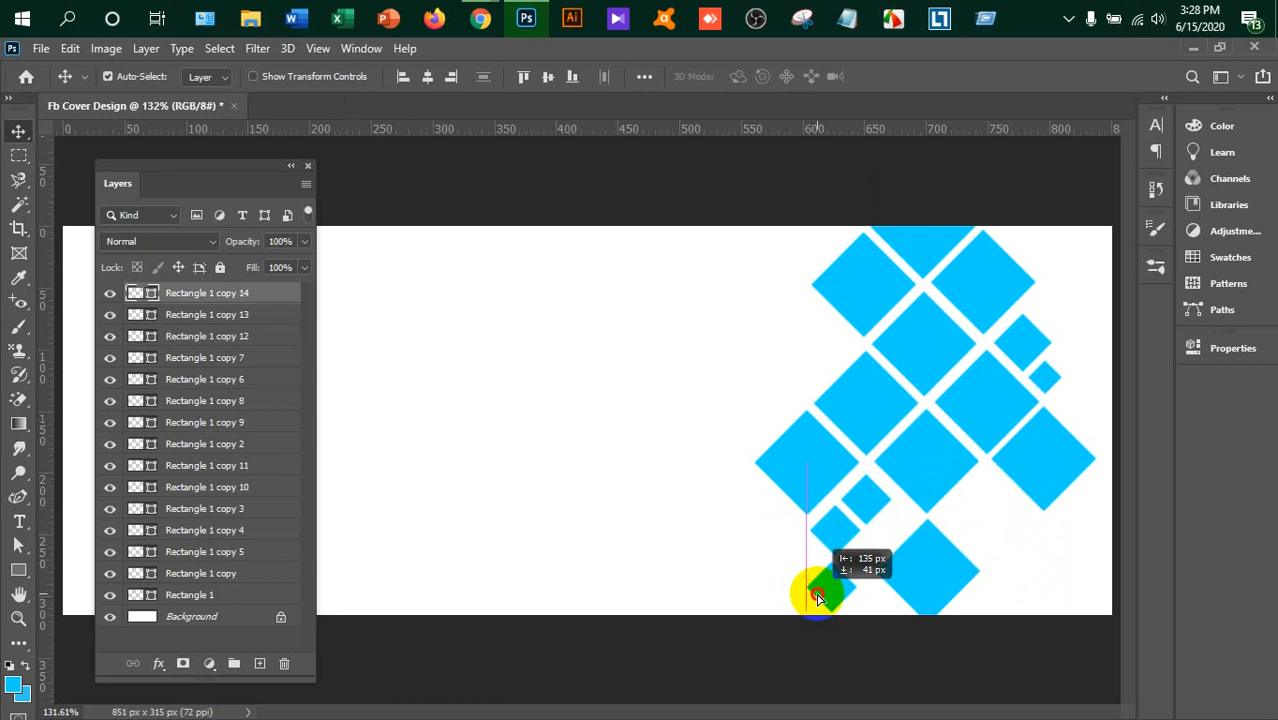 3:28 PM
6/15/2020
13
Ps
Ai
File Edit Image Layer Type Select Filter 3D View Window Help
Auto-Select: Layer Show Transform Controls 3D Mode:
Fb Cover Design @ 132% (RGB/8#) *
0 50 100 150 200 250 300 350 400 450 500 550 600 650 700 750 800 8
Layers
Kind
Normal Opacity: 100%
Lock: Fill: 100%
Rectangle 1 copy 14
Rectangle 1 copy 13
Rectangle 1 copy 12
Rectangle 1 copy 7
Rectangle 1 copy 6
Rectangle 1 copy 8
Rectangle 1 copy 9
Rectangle 1 copy 2
Rectangle 1 copy 11
Rectangle 1 copy 10
Rectangle 1 copy 3
Rectangle 1 copy 4
Rectangle 1 copy 5
Rectangle 1 copy
Rectangle 1
Background
fx
135 px
41 px
Color
Learn
Channels
Libraries
Adjustme...
Swatches
Brushes
Paths
Properties
131.61% 851 px x 315 px (72 ppi)